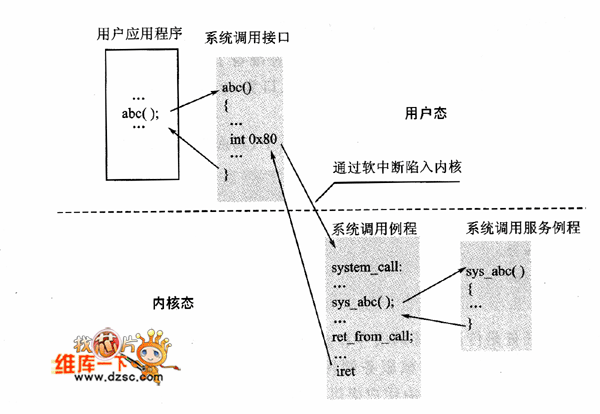 用户应用程序
系统调用接口
...
abc( );
...
abc()
{
...
int 0x80
...
}
用户态
通过软中断陷入内核
系统调用例程
系统调用服务例程
system_call:
...
sys_abc( );
...
ret_from_call;
...
iret
sys_abc( )
{
...
}
内核态
找 片
维库一下
www.dzsc.com